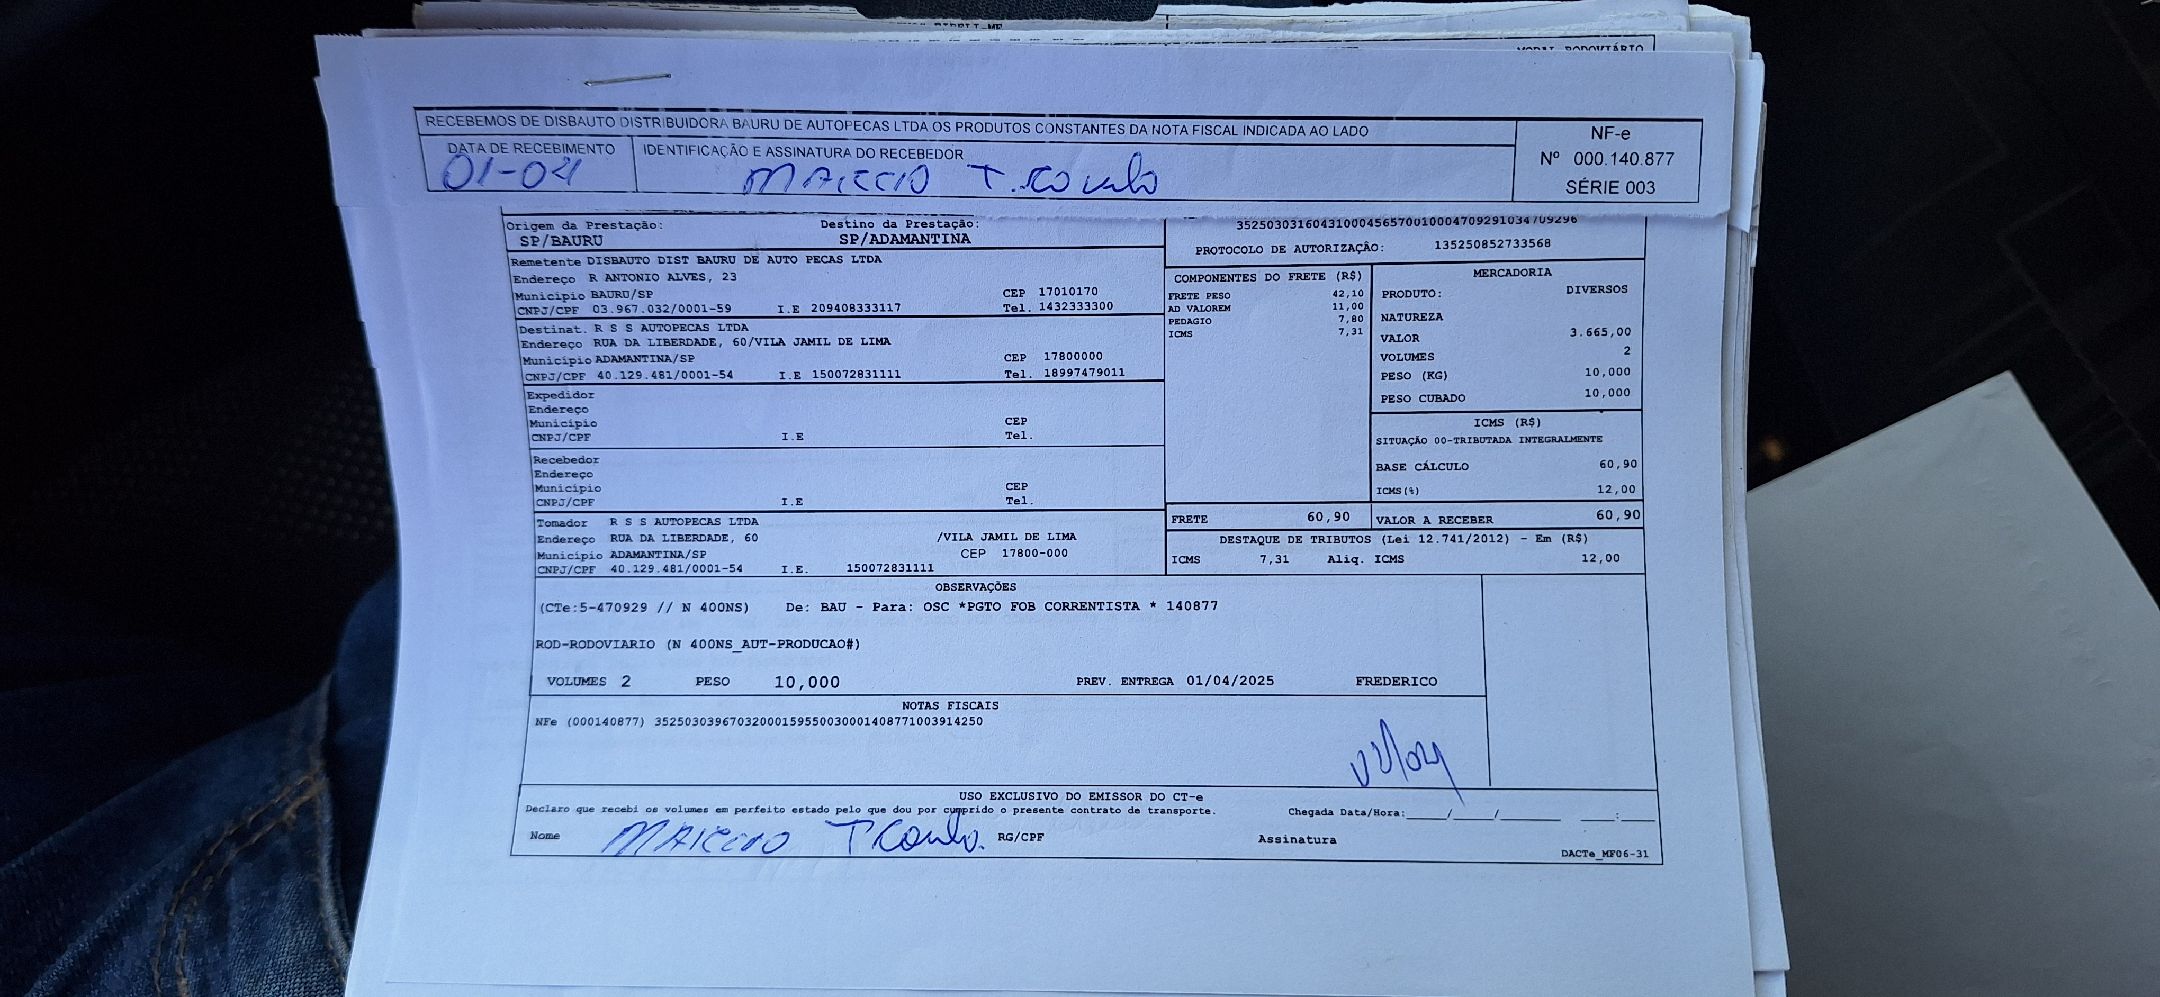 MODAL RODOVIÁRIO
RECEBEMOS DE DISBAUTO DISTRIBUIDORA BAURU DE AUTOPECAS LTDA OS PRODUTOS CONSTANTES DA NOTA FISCAL INDICADA AO LADO
DATA DE RECEBIMENTO
01-04
IDENTIFICAÇÃO E ASSINATURA DO RECEBEDOR
MARCIO T.
NF-e
Nº 000.140.877
SÉRIE 003
Origem da Prestação:
SP/BAURU
Destino da Prestação:
SP/ADAMANTINA
35250303160431000456570010004709291034709296
PROTOCOLO DE AUTORIZAÇÃO: 135250852733568
Remetente DISBAUTO DIST BAURU DE AUTO PECAS LTDA
Endereço R ANTONIO ALVES, 23
Município BAURU/SP CEP 17010170
CNPJ/CPF 03.967.032/0001-59 I.E 209408333117 Tel. 1432333300
Destinat. R S S AUTOPECAS LTDA
Endereço RUA DA LIBERDADE, 60/VILA JAMIL DE LIMA
Município ADAMANTINA/SP CEP 17800000
CNPJ/CPF 40.129.481/0001-54 I.E 150072831111 Tel. 18997479011
Expedidor
Endereço
Município CEP
CNPJ/CPF I.E Tel.
Recebedor
Endereço
Município CEP
CNPJ/CPF I.E Tel.
Tomador R S S AUTOPECAS LTDA
Endereço RUA DA LIBERDADE, 60 /VILA JAMIL DE LIMA
Município ADAMANTINA/SP CEP 17800-000
CNPJ/CPF 40.129.481/0001-54 I.E. 150072831111
COMPONENTES DO FRETE (R$)
FRETE PESO 42,10
AD VALOREM 11,00
PEDAGIO 7,80
ICMS 7,31
MERCADORIA
PRODUTO: DIVERSOS
NATUREZA
VALOR 3.665,00
VOLUMES 2
PESO (KG) 10,000
PESO CUBADO 10,000
ICMS (R$)
SITUAÇÃO 00-TRIBUTADA INTEGRALMENTE
BASE CÁLCULO 60,90
ICMS(%) 12,00
FRETE 60,90
VALOR A RECEBER 60,90
DESTAQUE DE TRIBUTOS (Lei 12.741/2012) - Em (R$)
ICMS 7,31 Aliq. ICMS 12,00
OBSERVAÇÕES
(CTe:5-470929 // N 400NS) De: BAU - Para: OSC *PGTO FOB CORRENTISTA * 140877
ROD-RODOVIARIO (N 400NS_AUT-PRODUCAO#)
VOLUMES 2 PESO 10,000 PREV. ENTREGA 01/04/2025 FREDERICO
NOTAS FISCAIS
NFe (000140877) 35250303967032000159550030001408771003914250
USO EXCLUSIVO DO EMISSOR DO CT-e
Declaro que recebi os volumes em perfeito estado pelo que dou por cumprido o presente contrato de transporte.
Chegada Data/Hora:____/____/______ ___:___
Nome MARCIO RG/CPF Assinatura
DACTe_MF06-31